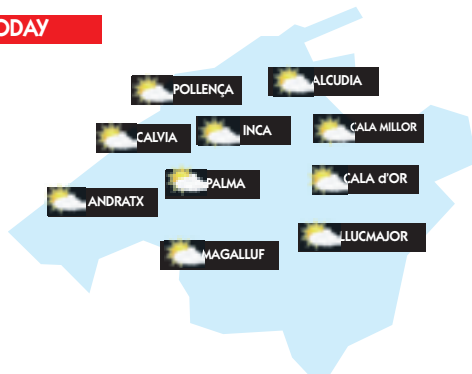 ODAY
POLLENÇA
ALCUDIA
CALVIA
INCA
CALA MILLOR
PALMA
CALA d'OR
ANDRATX
LLUCMAJOR
MAGALLUF